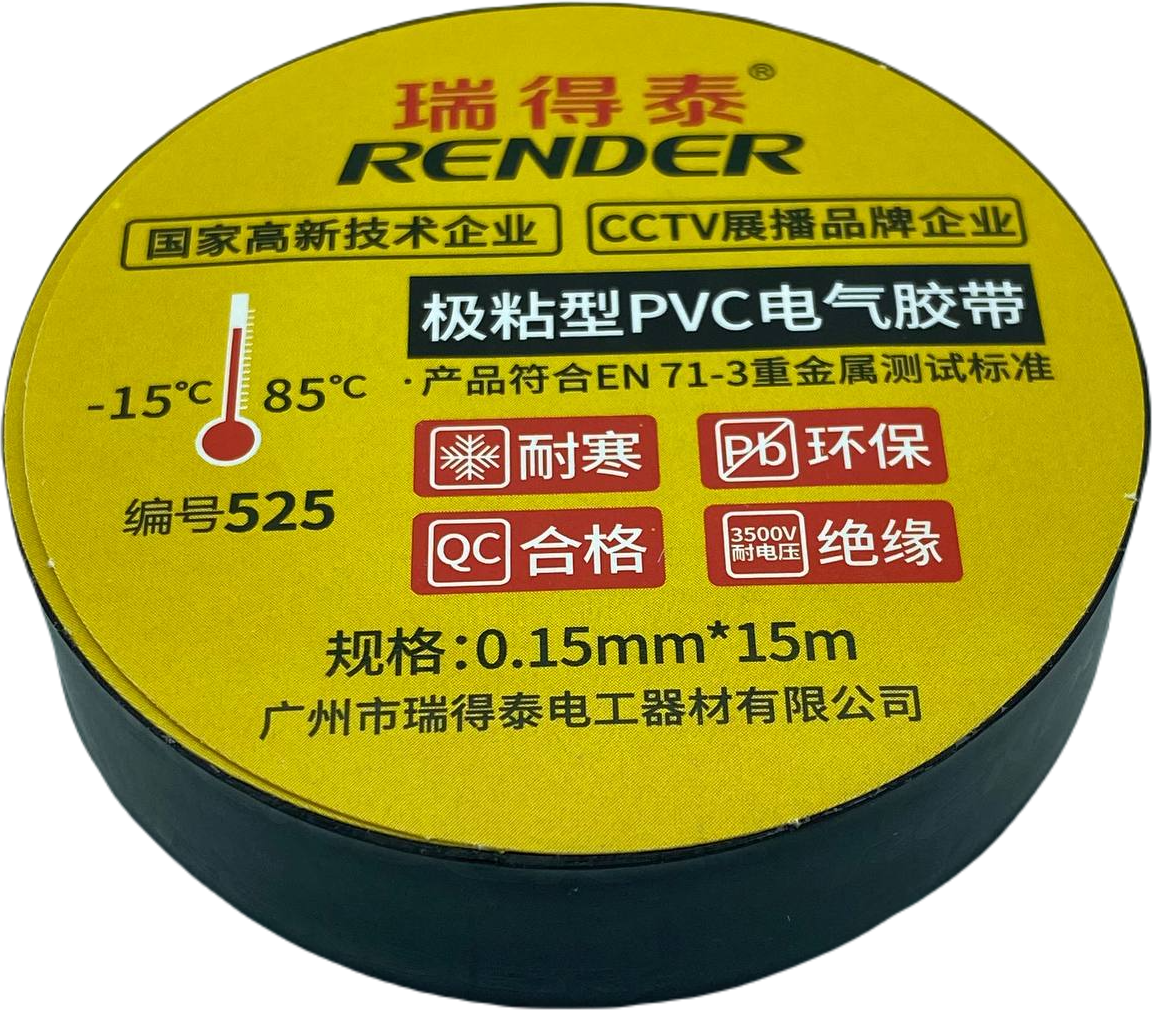 瑞得泰®
RENDER
国家高新技术企业 CCTV展播品牌企业
极粘型PVC电气胶带
·产品符合EN 71-3重金属测试标准
-15℃ 85℃
耐寒 Pb 环保
编号525
QC 合格 3500V 耐电压 绝缘
规格:0.15mm*15m
广州市瑞得泰电工器材有限公司